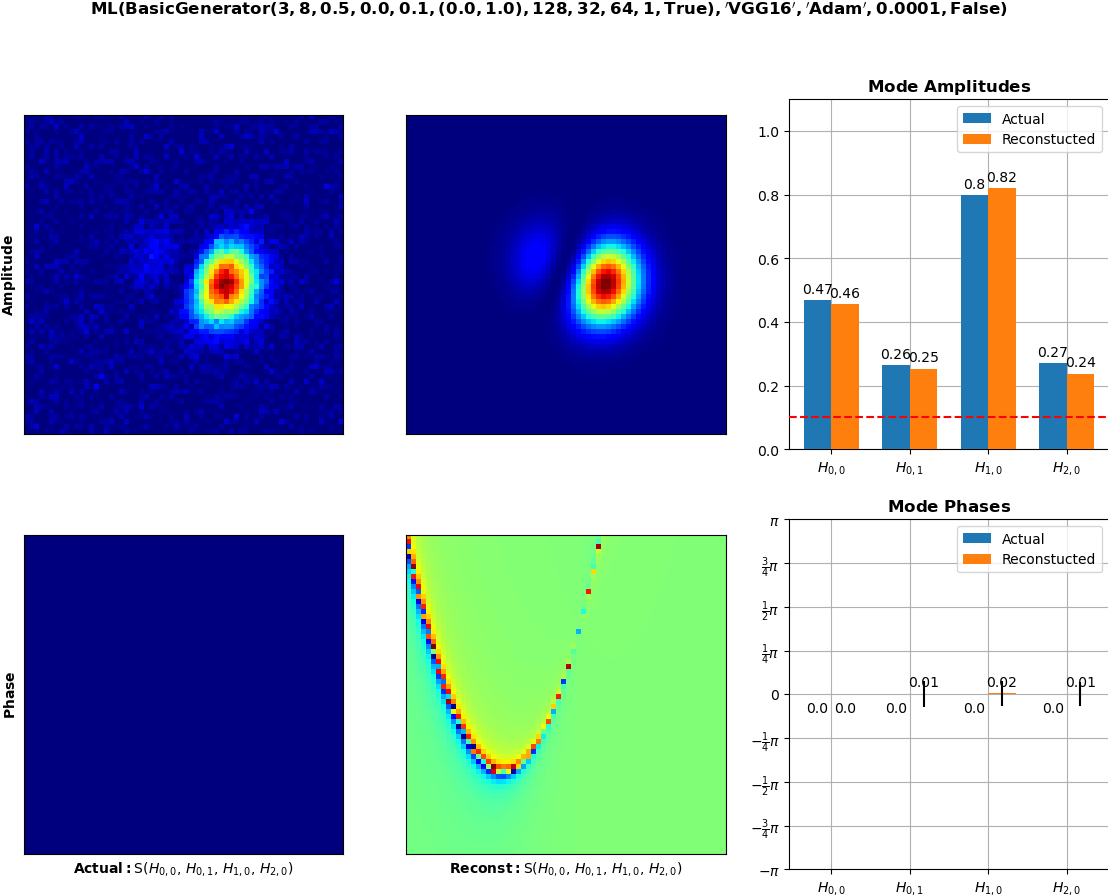 ML(BasicGenerator(3, 8, 0.5, 0.0, 0.1, (0.0, 1.0), 128, 32, 64, 1, True), ′VGG16′, ′Adam′, 0.0001, False)
Amplitude
Mode Amplitudes
Actual
Reconstucted
1.0
0.8
0.6
0.4
0.2
0.0
0.47
0.46
0.26
0.25
0.8
0.82
0.27
0.24
H0,0
H0,1
H1,0
H2,0
Phase
Actual: S(H0,0, H0,1, H1,0, H2,0)
Reconst: S(H0,0, H0,1, H1,0, H2,0)
Mode Phases
Actual
Reconstucted
π
3/4π
1/2π
1/4π
0
−1/4π
−1/2π
−3/4π
−π
0.0
0.0
0.0
0.01
0.0
0.02
0.0
0.01
H0,0
H0,1
H1,0
H2,0